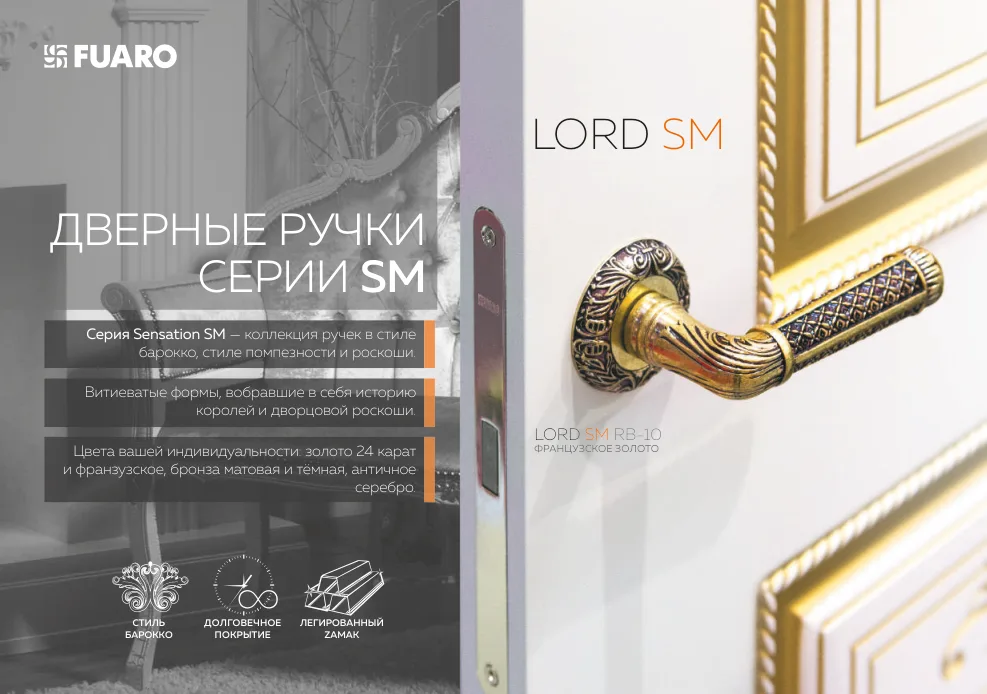 FUARO
ДВЕРНЫЕ РУЧКИ
СЕРИИ SM
Серия Sensation SM — коллекция ручек в стиле
барокко, стиле помпезности и роскоши.
Витиеватые формы, вобравшие в себя историю
королей и дворцовой роскоши.
Цвета вашей индивидуальности: золото 24 карат
и франзузское, бронза матовая и тёмная, античное
серебро.
СТИЛЬ
БАРОККО
ДОЛГОВЕЧНОЕ
ПОКРЫТИЕ
ЛЕГИРОВАННЫЙ
ZAMAK
LORD SM
LORD SM RB-10
ФРАНЦУЗСКОЕ ЗОЛОТО